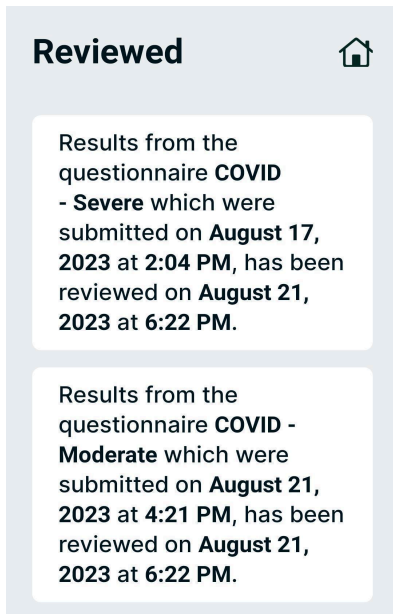 Reviewed
Results from the
questionnaire COVID
- Severe which were
submitted on August 17,
2023 at 2:04 PM, has been
reviewed on August 21,
2023 at 6:22 PM.
Results from the
questionnaire COVID -
Moderate which were
submitted on August 21,
2023 at 4:21 PM, has been
reviewed on August 21,
2023 at 6:22 PM.